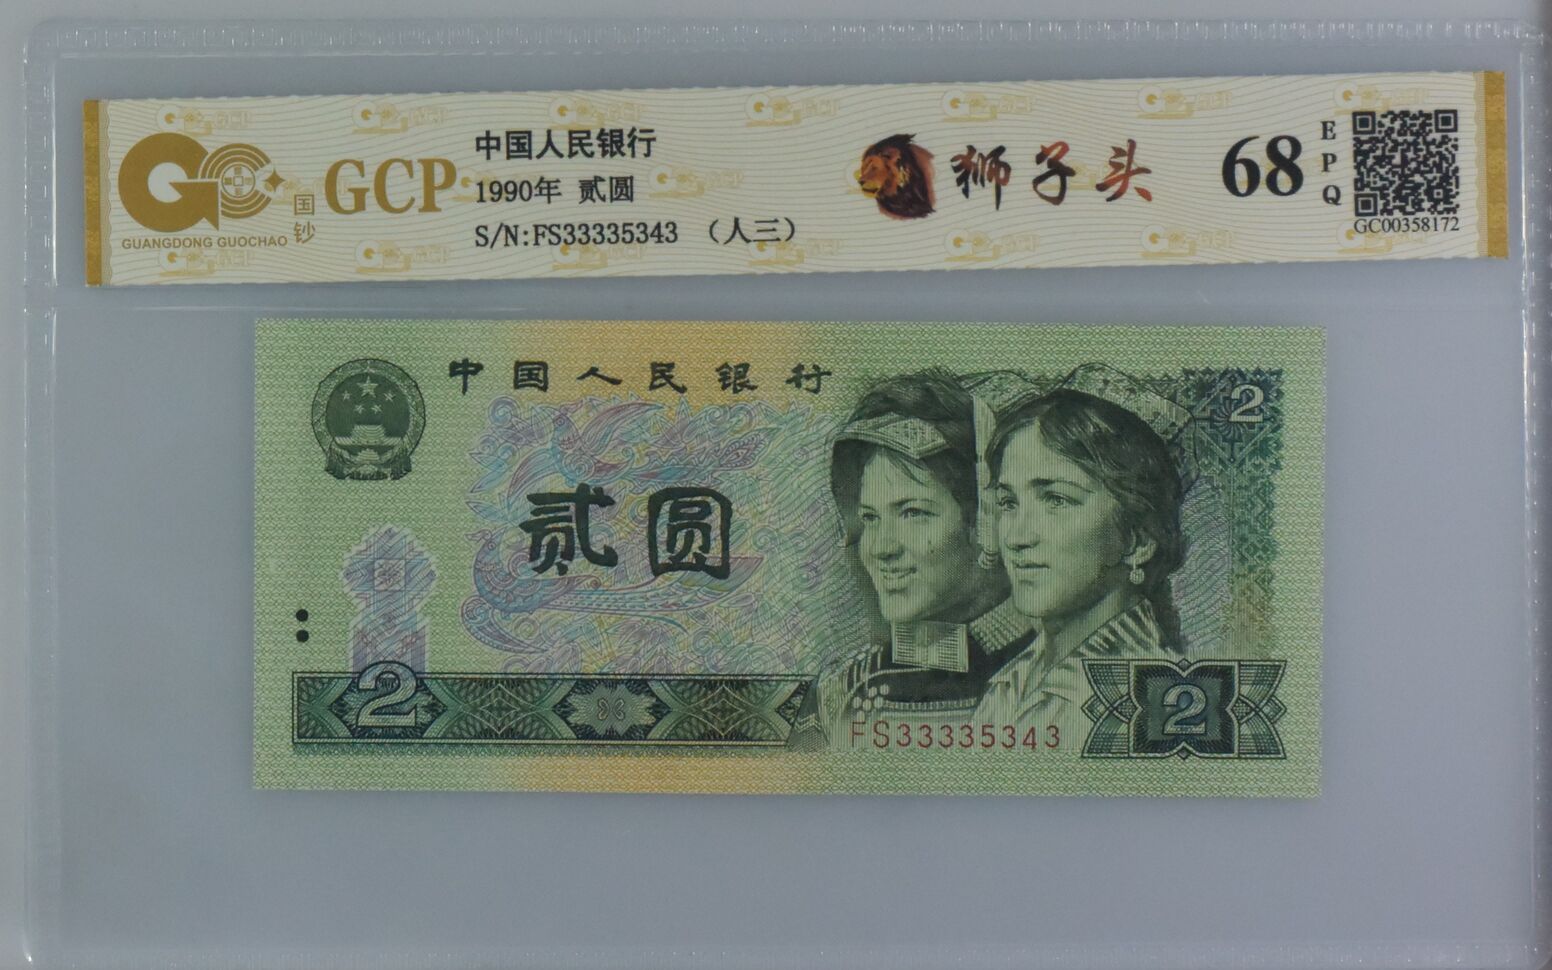 GUANGDONG GUOCHAO
国钞
GCP
中国人民银行
1990年 贰圆
S/N:FS33335343 （人三）
狮子头
68
EPQ
GC00358172
中国人民银行
2
贰圆
2
2
FS33335343